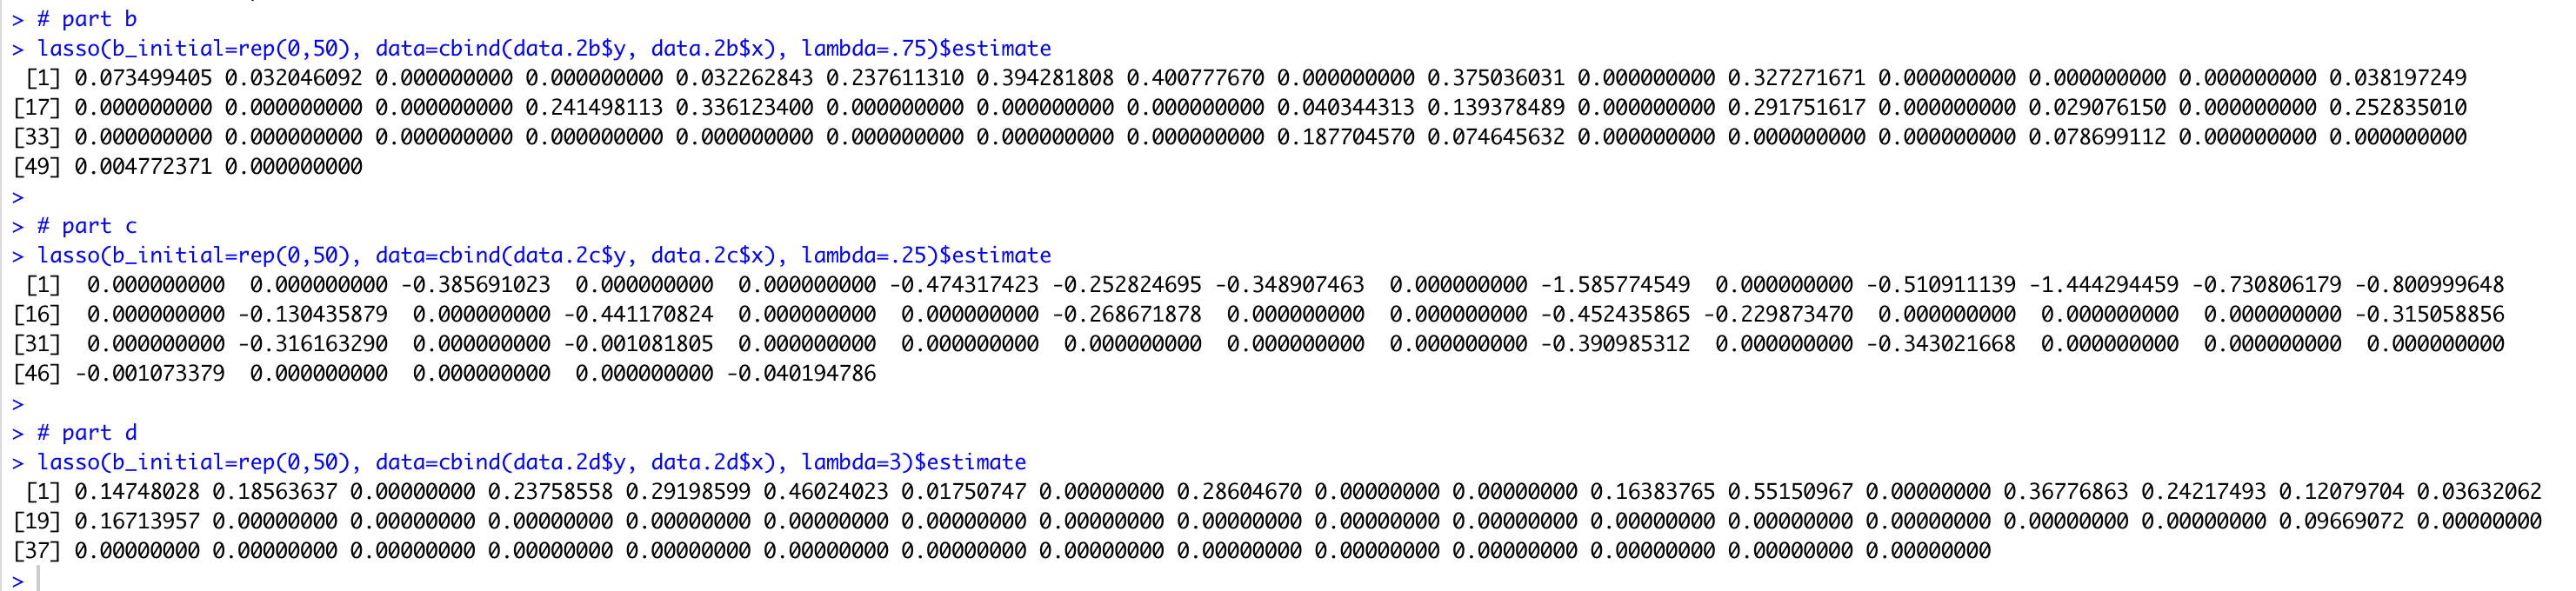 > # part b
> lasso(b_initial=rep(0,50), data=cbind(data.2b$y, data.2b$x), lambda=.75)$estimate
[1] 0.073499405 0.032046092 0.000000000 0.000000000 0.032262843 0.237611310 0.394281808 0.400777670 0.000000000 0.375036031 0.000000000 0.327271671 0.000000000 0.000000000 0.000000000 0.038197249
[17] 0.000000000 0.000000000 0.000000000 0.241498113 0.336123400 0.000000000 0.000000000 0.000000000 0.040344313 0.139378489 0.000000000 0.291751617 0.000000000 0.029076150 0.000000000 0.252835010
[33] 0.000000000 0.000000000 0.000000000 0.000000000 0.000000000 0.000000000 0.000000000 0.000000000 0.187704570 0.074645632 0.000000000 0.000000000 0.000000000 0.078699112 0.000000000 0.000000000
[49] 0.004772371 0.000000000
>
> # part c
> lasso(b_initial=rep(0,50), data=cbind(data.2c$y, data.2c$x), lambda=.25)$estimate
[1] 0.000000000 0.000000000 -0.385691023 0.000000000 0.000000000 -0.474317423 -0.252824695 -0.348907463 0.000000000 -1.585774549 0.000000000 -0.510911139 -1.444294459 -0.730806179 -0.800999648
[16] 0.000000000 -0.130435879 0.000000000 -0.441170824 0.000000000 0.000000000 -0.268671878 0.000000000 0.000000000 -0.452435865 -0.229873470 0.000000000 0.000000000 0.000000000 -0.315058856
[31] 0.000000000 -0.316163290 0.000000000 -0.001081805 0.000000000 0.000000000 0.000000000 0.000000000 0.000000000 -0.390985312 0.000000000 -0.343021668 0.000000000 0.000000000 0.000000000
[46] -0.001073379 0.000000000 0.000000000 0.000000000 -0.040194786
>
> # part d
> lasso(b_initial=rep(0,50), data=cbind(data.2d$y, data.2d$x), lambda=3)$estimate
[1] 0.14748028 0.18563637 0.00000000 0.23758558 0.29198599 0.46024023 0.01750747 0.00000000 0.28604670 0.00000000 0.00000000 0.16383765 0.55150967 0.00000000 0.36776863 0.24217493 0.12079704 0.03632062
[19] 0.16713957 0.00000000 0.00000000 0.00000000 0.00000000 0.00000000 0.00000000 0.00000000 0.00000000 0.00000000 0.00000000 0.00000000 0.00000000 0.00000000 0.00000000 0.00000000 0.09669072 0.00000000
[37] 0.00000000 0.00000000 0.00000000 0.00000000 0.00000000 0.00000000 0.00000000 0.00000000 0.00000000 0.00000000 0.00000000 0.00000000 0.00000000 0.00000000
>